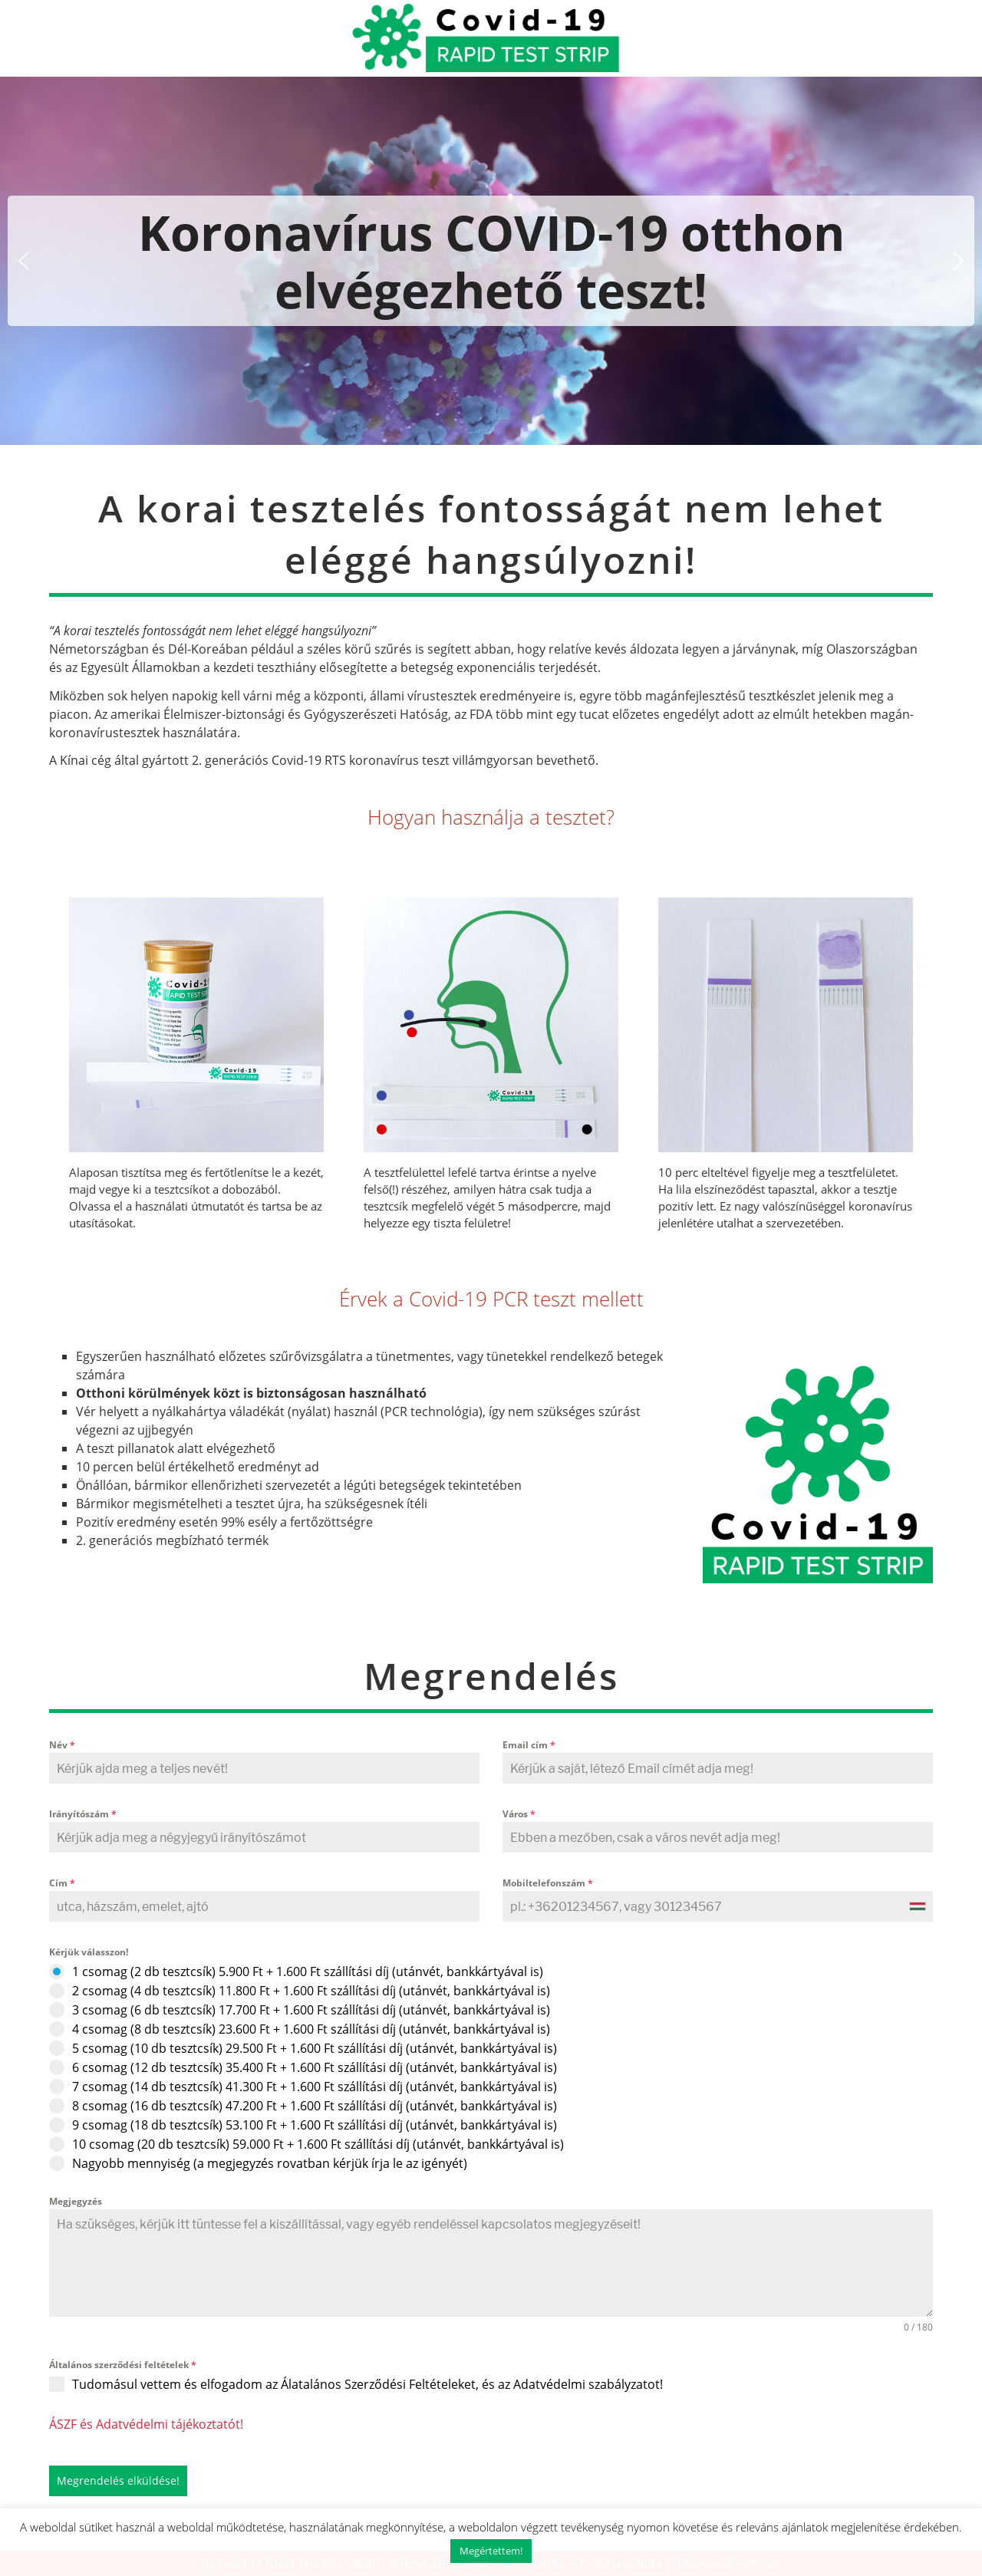 Covid-19
RAPID TEST STRIP
Koronavírus COVID-19 otthon
elvégezhető teszt!
A korai tesztelés fontosságát nem lehet
eléggé hangsúlyozni!
“A korai tesztelés fontosságát nem lehet eléggé hangsúlyozni”
Németországban és Dél-Koreában például a széles körű szűrés is segített abban, hogy relatíve kevés áldozata legyen a járványnak, míg Olaszországban
és az Egyesült Államokban a kezdeti teszthiány elősegítette a betegség exponenciális terjedését.
Miközben sok helyen napokig kell várni még a központi, állami vírustesztek eredményeire is, egyre több magánfejlesztésű tesztkészlet jelenik meg a
piacon. Az amerikai Élelmiszer-biztonsági és Gyógyszerészeti Hatóság, az FDA több mint egy tucat előzetes engedélyt adott az elmúlt hetekben magán-
koronavírustesztek használatára.
A Kínai cég által gyártott 2. generációs Covid-19 RTS koronavírus teszt villámgyorsan bevethető.
Hogyan használja a tesztet?
Covid-19
RAPID TEST STRIP
Covid-19
RAPID TEST STRIP
Covid-19
RAPID TEST STRIP
Alaposan tisztítsa meg és fertőtlenítse le a kezét,
majd vegye ki a tesztcsíkot a dobozából.
Olvassa el a használati útmutatót és tartsa be az
utasításokat.
A tesztfelülettel lefelé tartva érintse a nyelve
felső(!) részéhez, amilyen hátra csak tudja a
tesztcsík megfelelő végét 5 másodpercre, majd
helyezze egy tiszta felületre!
10 perc elteltével figyelje meg a tesztfelületet.
Ha lila elszíneződést tapasztal, akkor a tesztje
pozitív lett. Ez nagy valószínűséggel koronavírus
jelenlétére utalhat a szervezetében.
Érvek a Covid-19 PCR teszt mellett
Egyszerűen használható előzetes szűrővizsgálatra a tünetmentes, vagy tünetekkel rendelkező betegek
számára
Otthoni körülmények közt is biztonságosan használható
Vér helyett a nyálkahártya váladékát (nyálat) használ (PCR technológia), így nem szükséges szúrást
végezni az ujjbegyén
A teszt pillanatok alatt elvégezhető
10 percen belül értékelhető eredményt ad
Önállóan, bármikor ellenőrizheti szervezetét a légúti betegségek tekintetében
Bármikor megismételheti a tesztet újra, ha szükségesnek ítéli
Pozitív eredmény esetén 99% esély a fertőzöttségre
2. generációs megbízható termék
Covid-19
RAPID TEST STRIP
Megrendelés
Név *
Email cím *
Kérjük ajda meg a teljes nevét!
Kérjük a saját, létező Email címét adja meg!
Irányítószám *
Város *
Kérjük adja meg a négyjegyű irányítószámot
Ebben a mezőben, csak a város nevét adja meg!
Cím *
Mobiltelefonszám *
utca, házszám, emelet, ajtó
pl.: +36201234567, vagy 301234567
Kérjük válasszon!
1 csomag (2 db tesztcsík) 5.900 Ft + 1.600 Ft szállítási díj (utánvét, bankkártyával is)
2 csomag (4 db tesztcsík) 11.800 Ft + 1.600 Ft szállítási díj (utánvét, bankkártyával is)
3 csomag (6 db tesztcsík) 17.700 Ft + 1.600 Ft szállítási díj (utánvét, bankkártyával is)
4 csomag (8 db tesztcsík) 23.600 Ft + 1.600 Ft szállítási díj (utánvét, bankkártyával is)
5 csomag (10 db tesztcsík) 29.500 Ft + 1.600 Ft szállítási díj (utánvét, bankkártyával is)
6 csomag (12 db tesztcsík) 35.400 Ft + 1.600 Ft szállítási díj (utánvét, bankkártyával is)
7 csomag (14 db tesztcsík) 41.300 Ft + 1.600 Ft szállítási díj (utánvét, bankkártyával is)
8 csomag (16 db tesztcsík) 47.200 Ft + 1.600 Ft szállítási díj (utánvét, bankkártyával is)
9 csomag (18 db tesztcsík) 53.100 Ft + 1.600 Ft szállítási díj (utánvét, bankkártyával is)
10 csomag (20 db tesztcsík) 59.000 Ft + 1.600 Ft szállítási díj (utánvét, bankkártyával is)
Nagyobb mennyiség (a megjegyzés rovatban kérjük írja le az igényét)
Megjegyzés
Ha szükséges, kérjük itt tüntesse fel a kiszállítással, vagy egyéb rendeléssel kapcsolatos megjegyzéseit!
0 / 180
Általános szerződési feltételek *
Tudomásul vettem és elfogadom az Álatalános Szerződési Feltételeket, és az Adatvédelmi szabályzatot!
ÁSZF és Adatvédelmi tájékoztatót!
Megrendelés elküldése!
A weboldal sütiket használ a weboldal működtetése, használatának megkönnyítése, a weboldalon végzett tevékenység nyomon követése és releváns ajánlatok megjelenítése érdekében.
Megértettem!